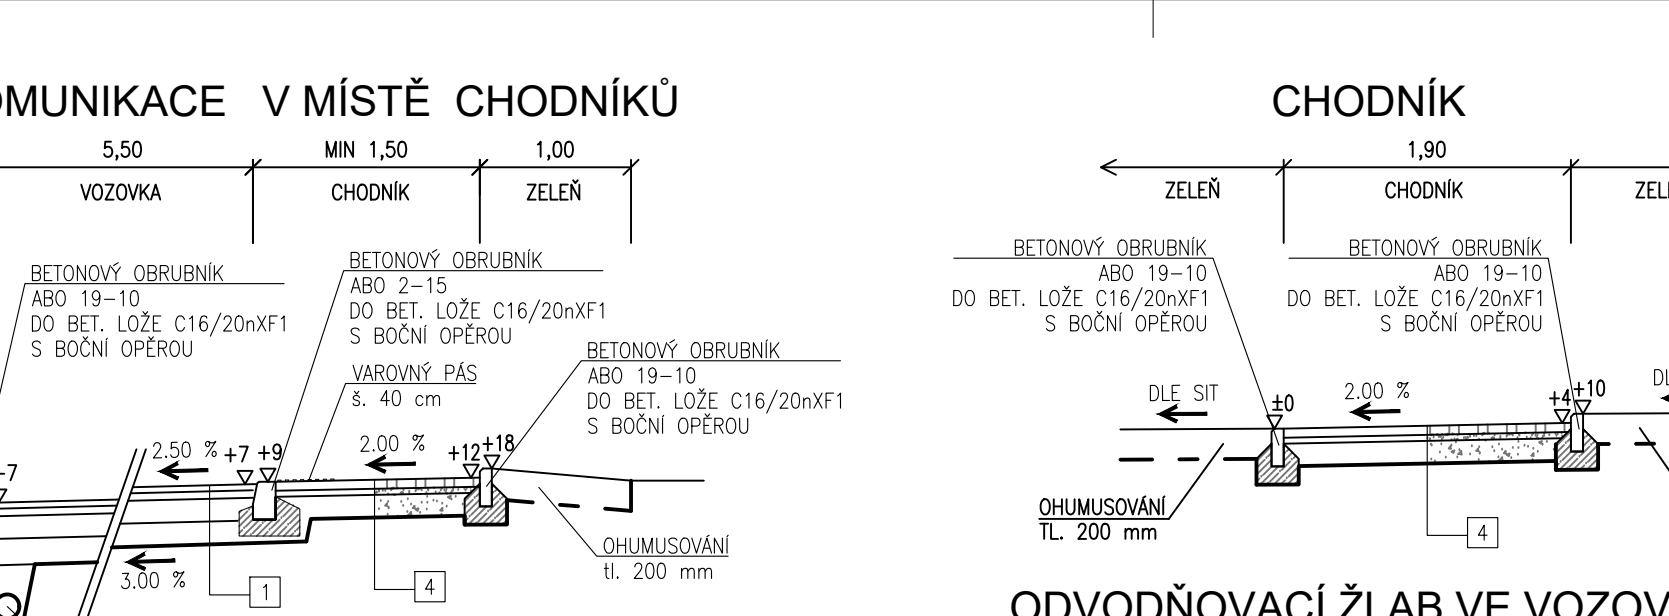 OMUNIKACE V MÍSTĚ CHODNÍKŮ
5,50
MIN 1,50
1,00
VOZOVKA
CHODNÍK
ZELEŇ
BETONOVÝ OBRUBNÍK
ABO 19-10
DO BET. LOŽE C16/20nXF1
S BOČNÍ OPĚROU
BETONOVÝ OBRUBNÍK
ABO 2-15
DO BET. LOŽE C16/20nXF1
S BOČNÍ OPĚROU
VAROVNÝ PÁS
š. 40 cm
BETONOVÝ OBRUBNÍK
ABO 19-10
DO BET. LOŽE C16/20nXF1
S BOČNÍ OPĚROU
2.50 %
+7
+9
2.00 %
+12
+18
-7
3.00 %
1
4
OHUMUSOVÁNÍ
tl. 200 mm
CHODNÍK
1,90
ZELEŇ
CHODNÍK
BETONOVÝ OBRUBNÍK
ABO 19-10
DO BET. LOŽE C16/20nXF1
S BOČNÍ OPĚROU
BETONOVÝ OBRUBNÍK
ABO 19-10
DO BET. LOŽE C16/20nXF1
S BOČNÍ OPĚROU
DLE SIT
±0
2.00 %
+4
+10
OHUMUSOVÁNÍ
TL. 200 mm
4
ODVODŇOVACÍ ŽLAB VE VOZOV